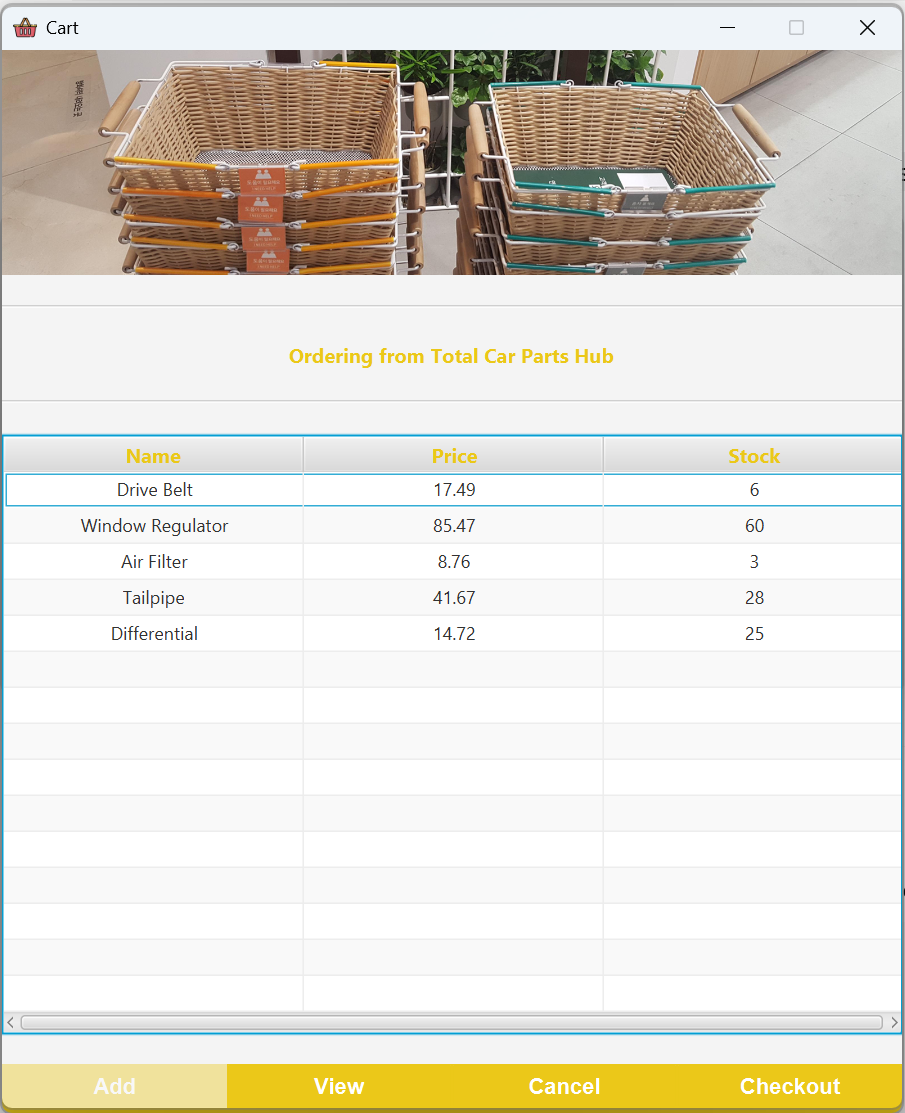 Cart
Ordering from Total Car Parts Hub
Name Price Stock
Drive Belt 17.49 6
Window Regulator 85.47 60
Air Filter 8.76 3
Tailpipe 41.67 28
Differential 14.72 25
Add View Cancel Checkout